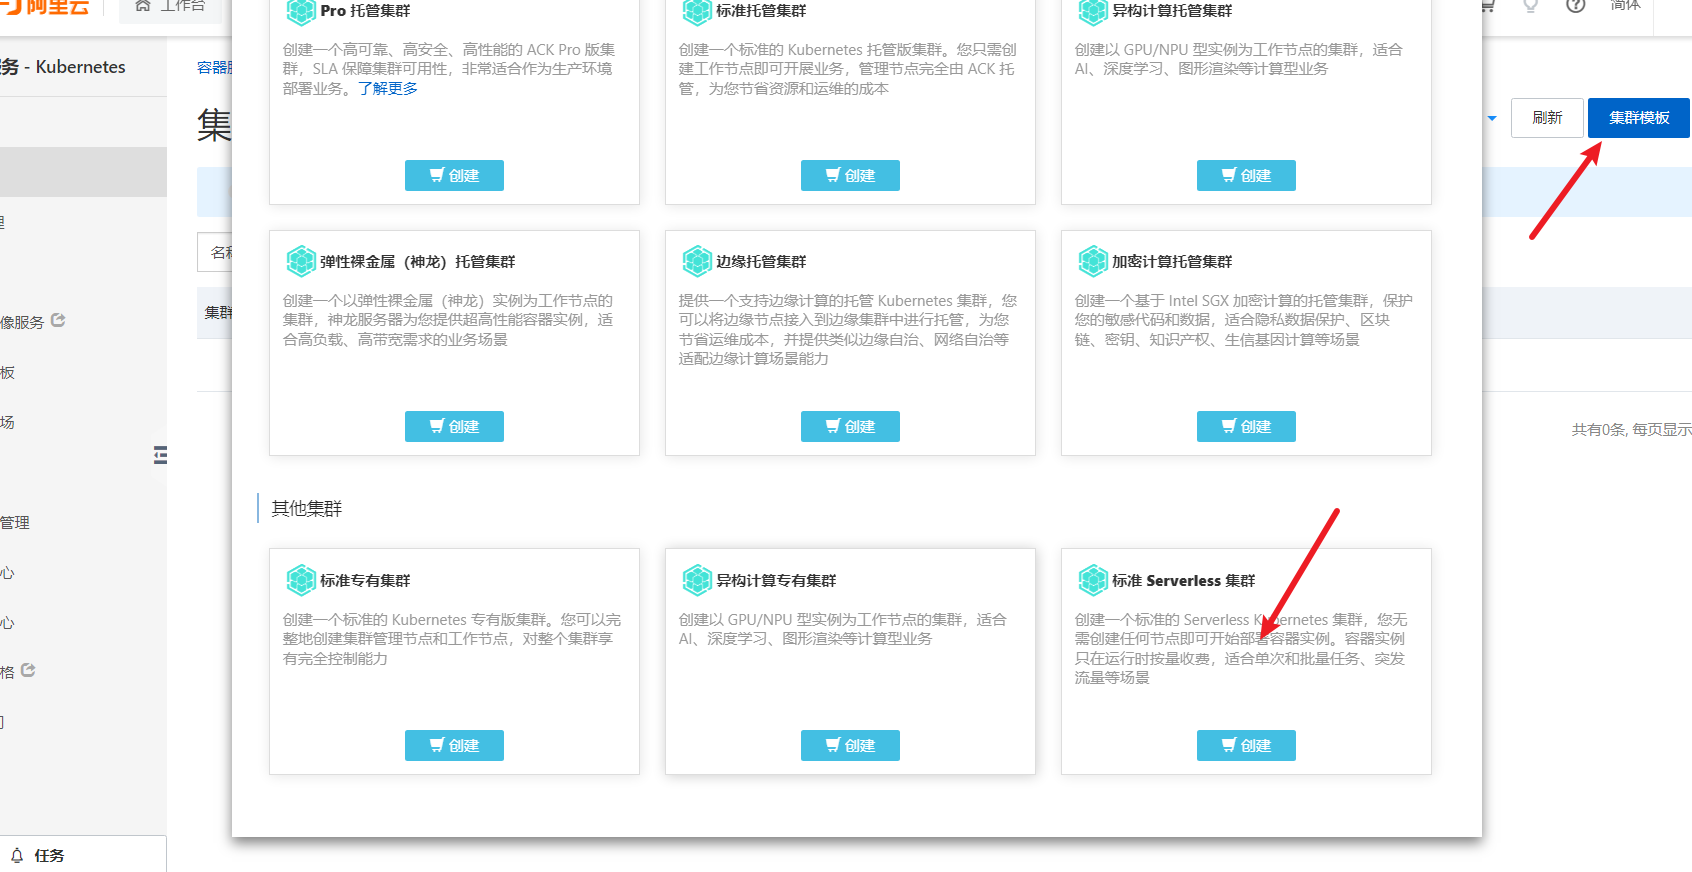 阿里云
工作台
简体
服务 - Kubernetes
容器服
集
刷新
集群模板
名称
集群
像服务
板
场
管理
心
心
格
任务
共有0条, 每页显示
Pro 托管集群
创建一个高可靠、高安全、高性能的 ACK Pro 版集
群，SLA 保障集群可用性，非常适合作为生产环境
部署业务。了解更多
创建
标准托管集群
创建一个标准的 Kubernetes 托管版集群。您只需创
建工作节点即可开展业务，管理节点完全由 ACK 托
管，为您节省资源和运维的成本
创建
异构计算托管集群
创建以 GPU/NPU 型实例为工作节点的集群，适合
AI、深度学习、图形渲染等计算型业务
创建
弹性裸金属（神龙）托管集群
创建一个以弹性裸金属（神龙）实例为工作节点的
集群，神龙服务器为您提供超高性能容器实例，适
合高负载、高带宽需求的业务场景
创建
边缘托管集群
提供一个支持边缘计算的托管 Kubernetes 集群，您
可以将边缘节点接入到边缘集群中进行托管，为您
节省运维成本，并提供类似边缘自治、网络自治等
适配边缘计算场景能力
创建
加密计算托管集群
创建一个基于 Intel SGX 加密计算的托管集群，保护
您的敏感代码和数据，适合隐私数据保护、区块
链、密钥、知识产权、生信基因计算等场景
创建
其他集群
标准专有集群
创建一个标准的 Kubernetes 专有版集群。您可以完
整地创建集群管理节点和工作节点，对整个集群享
有完全控制能力
创建
异构计算专有集群
创建以 GPU/NPU 型实例为工作节点的集群，适合
AI、深度学习、图形渲染等计算型业务
创建
标准 Serverless 集群
创建一个标准的 Serverless Kubernetes 集群，您无
需创建任何节点即可开始部署容器实例。容器实例
只在运行时按量收费，适合单次和批量任务、突发
流量等场景
创建